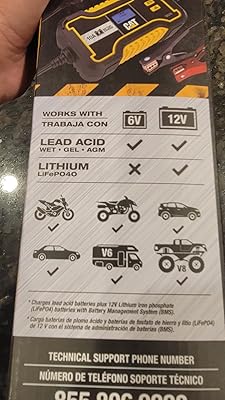 CAT
WORKS WITH
TRABAJA CON
6V 12V
LEAD ACID
WET • GEL • AGM
LITHIUM
LiFePO4O
V6
V8
* Charges lead acid batteries plus 12V Lithium iron phosphate
(LiFePO4) batteries with Battery Management System (BMS).
* Carga baterías de plomo ácido y baterías de fosfato de hierro y litio (LiFePO4)
de 12 V con el sistema de administración de baterías (BMS).
TECHNICAL SUPPORT PHONE NUMBER
NÚMERO DE TELÉFONO SOPORTE TÉCNICO